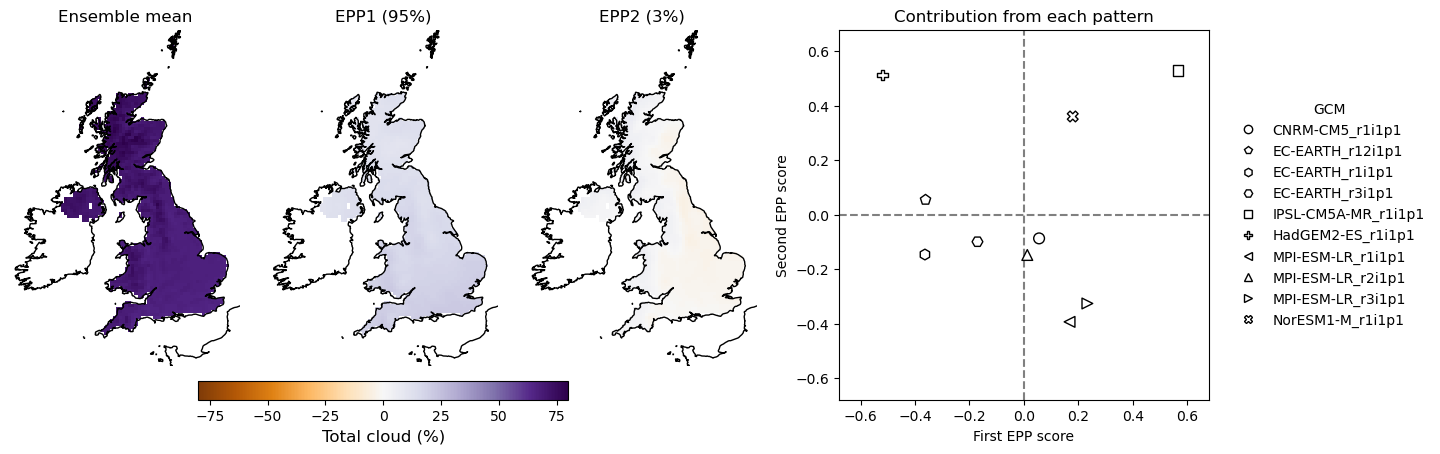 Ensemble mean
EPP1 (95%)
EPP2 (3%)
Contribution from each pattern
−75
−50
−25
0
25
50
75
Total cloud (%)
Second EPP score
0.6
0.4
0.2
0.0
−0.2
−0.4
−0.6
−0.6
−0.4
−0.2
0.0
0.2
0.4
0.6
First EPP score
GCM
CNRM-CM5_r1i1p1
EC-EARTH_r12i1p1
EC-EARTH_r1i1p1
EC-EARTH_r3i1p1
IPSL-CM5A-MR_r1i1p1
HadGEM2-ES_r1i1p1
MPI-ESM-LR_r1i1p1
MPI-ESM-LR_r2i1p1
MPI-ESM-LR_r3i1p1
NorESM1-M_r1i1p1